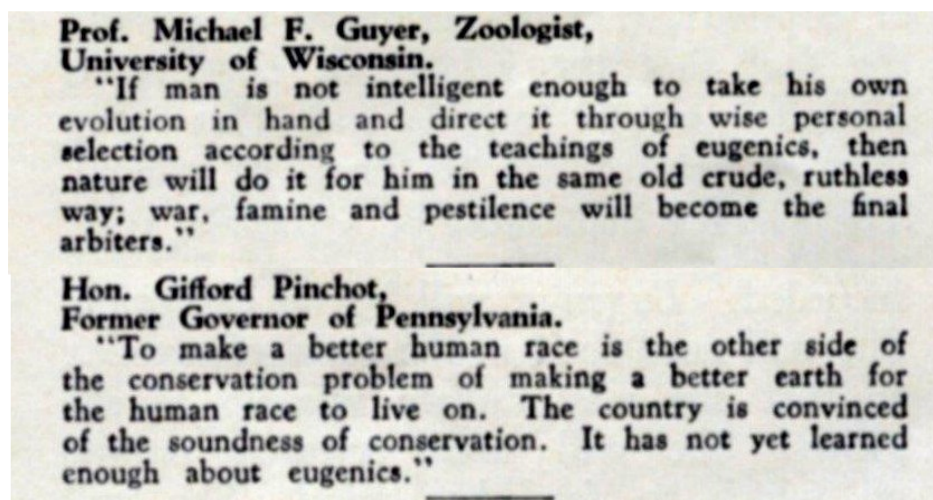 Prof. Michael F. Guyer, Zoologist,
University of Wisconsin.
"If man is not intelligent enough to take his own
evolution in hand and direct it through wise personal
selection according to the teachings of eugenics, then
nature will do it for him in the same old crude, ruthless
way; war, famine and pestilence will become the final
arbiters."
Hon. Gifford Pinchot,
Former Governor of Pennsylvania.
"To make a better human race is the other side of
the conservation problem of making a better earth for
the human race to live on. The country is convinced
of the soundness of conservation. It has not yet learned
enough about eugenics."